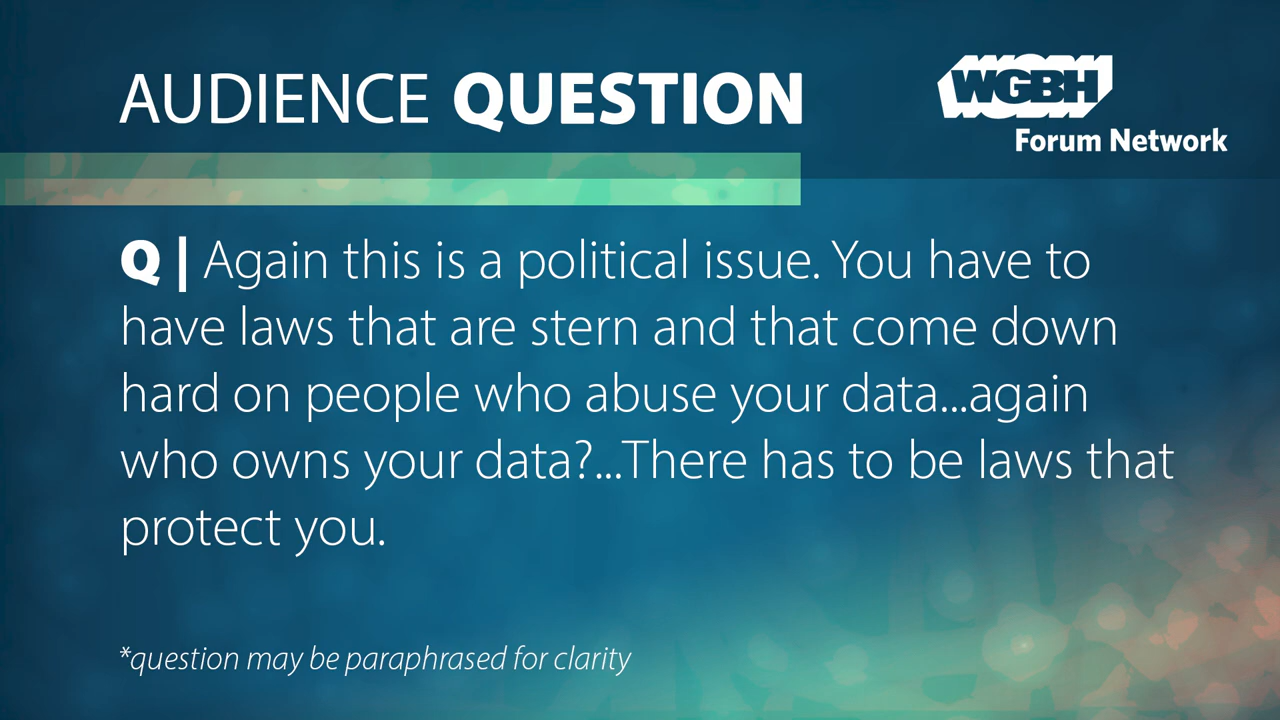 AUDIENCE QUESTION
WGBH
Forum Network
Q | Again this is a political issue. You have to
have laws that are stern and that come down
hard on people who abuse your data...again
who owns your data?...There has to be laws that
protect you.
*question may be paraphrased for clarity